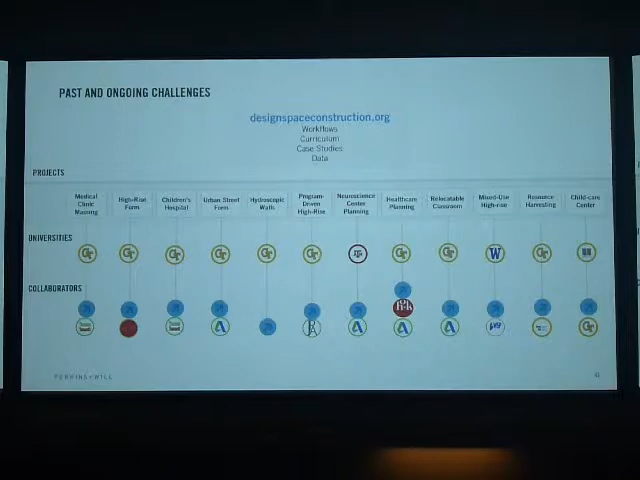 PAST AND ONGOING CHALLENGES
designspaceconstruction.org
Workflows
Curriculum
Case Studies
Data
PROJECTS
Medical
Clinic
Massing
High-Rise
Form
Children's
Hospital
Urban Street
Form
Hydroscopic
Walls
Program-
Driven
High-Rise
Neuroscience
Center
Planning
Healthcare
Planning
Relocatable
Classroom
Mixed-Use
High-rise
Resource
Harvesting
Child-care
Center
UNIVERSITIES
W
COLLABORATORS
PERKINS+WILL